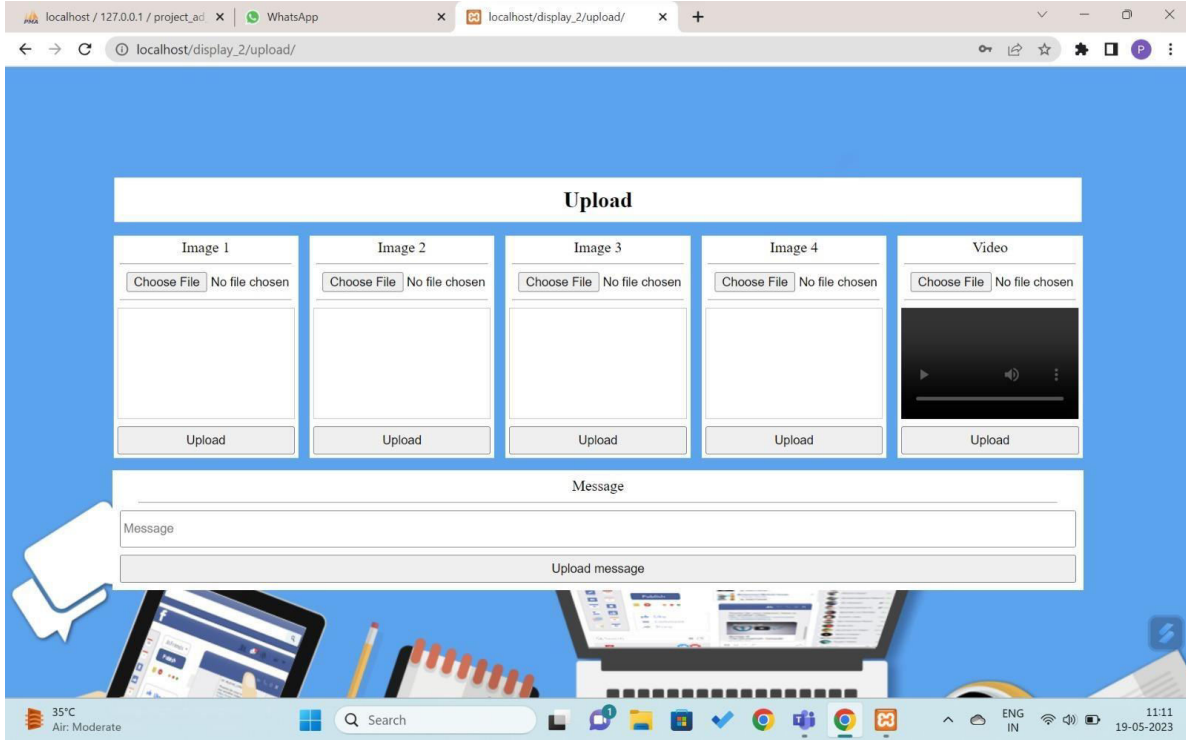 localhost / 127.0.0.1 / project_ad
WhatsApp
localhost/display_2/upload/
localhost/display_2/upload/
P
Upload
Image 1
Image 2
Image 3
Image 4
Video
Choose File No file chosen
Choose File No file chosen
Choose File No file chosen
Choose File No file chosen
Choose File No file chosen
Upload
Upload
Upload
Upload
Upload
Message
Message
Upload message
Publish
35°C
Air: Moderate
Search
1
ENG
IN
11:11
19-05-2023